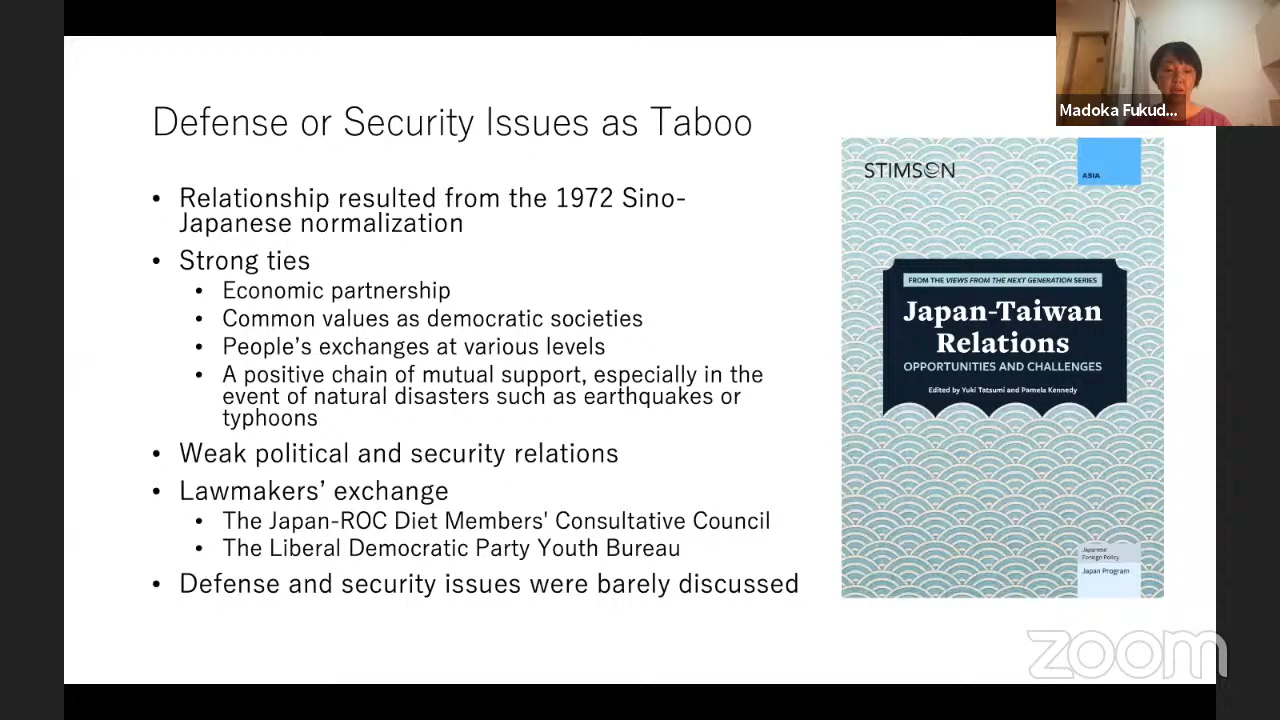 Defense or Security Issues as Taboo
• Relationship resulted from the 1972 Sino-
Japanese normalization
• Strong ties
• Economic partnership
• Common values as democratic societies
• People's exchanges at various levels
• A positive chain of mutual support, especially in the
event of natural disasters such as earthquakes or
typhoons
• Weak political and security relations
• Lawmakers' exchange
• The Japan-ROC Diet Members' Consultative Council
• The Liberal Democratic Party Youth Bureau
• Defense and security issues were barely discussed
Madoka Fukud...
STIMSON
ASIA
FROM THE VIEWS FROM THE NEXT GENERATION SERIES
Japan-Taiwan
Relations
OPPORTUNITIES AND CHALLENGES
Edited by Yuki Tatsumi and Pamela Kennedy
Japanese
Foreign Policy
Japan Program
zoom